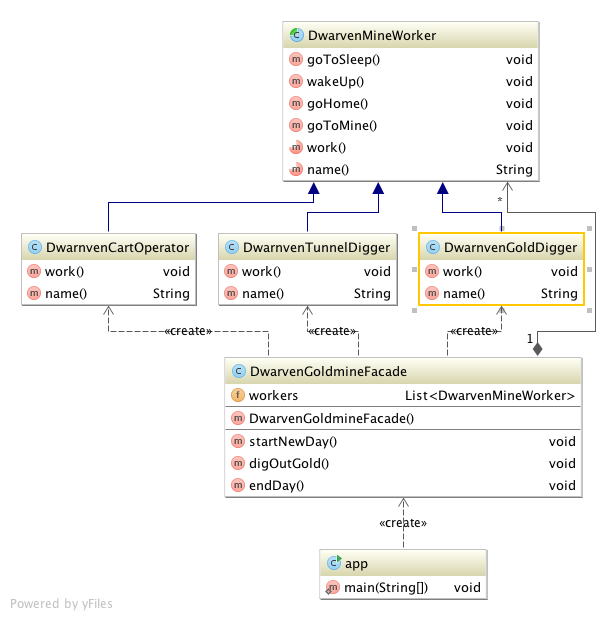 DwarvenMineWorker
goToSleep() void
wakeUp() void
goHome() void
goToMine() void
work() void
name() String
*
DwarnvenCartOperator
work() void
name() String
DwarnvenTunnelDigger
work() void
name() String
DwarnvenGoldDigger
work() void
name() String
«create»
«create»
«create»
1
DwarvenGoldmineFacade
workers List<DwarvenMineWorker>
DwarvenGoldmineFacade()
startNewDay() void
digOutGold() void
endDay() void
«create»
app
main(String[]) void
Powered by yFiles